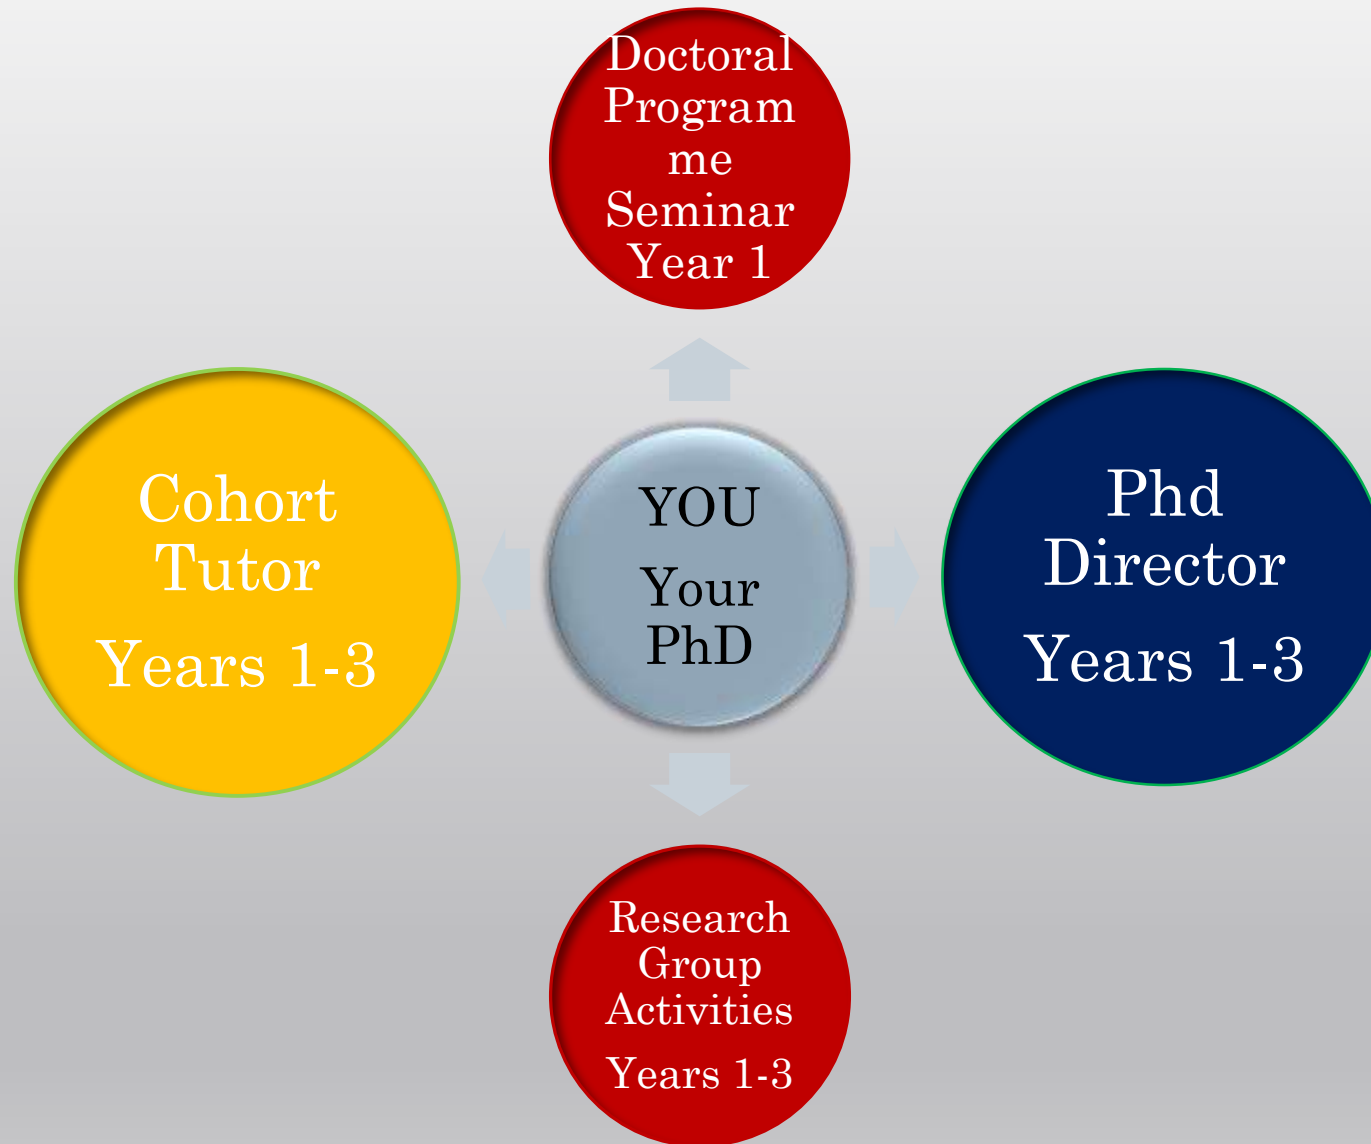 Doctoral
Program
me
Seminar
Year 1
Cohort
Tutor
Years 1-3
YOU
Your
PhD
Phd
Director
Years 1-3
Research
Group
Activities
Years 1-3